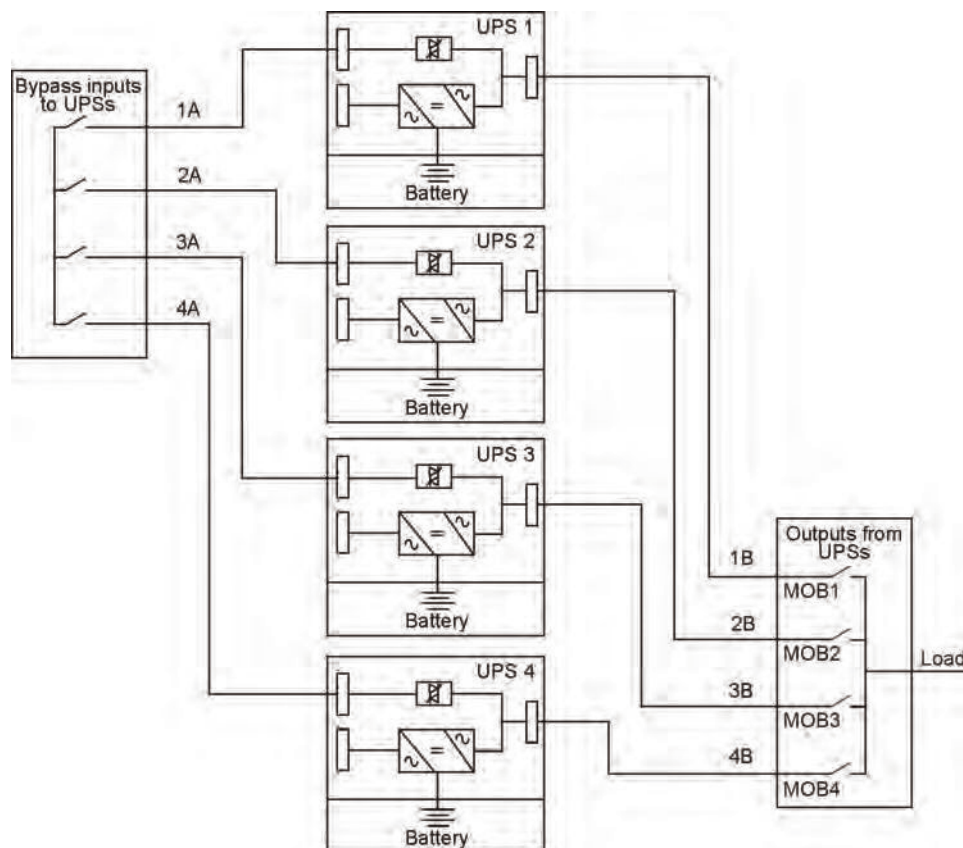 UPS 1
Bypass inputs
to UPSs
1A
2A
3A
4A
Battery
UPS 2
Battery
UPS 3
Battery
UPS 4
Battery
Outputs from
UPSs
1B
MOB1
2B
MOB2
Load
3B
MOB3
4B
MOB4